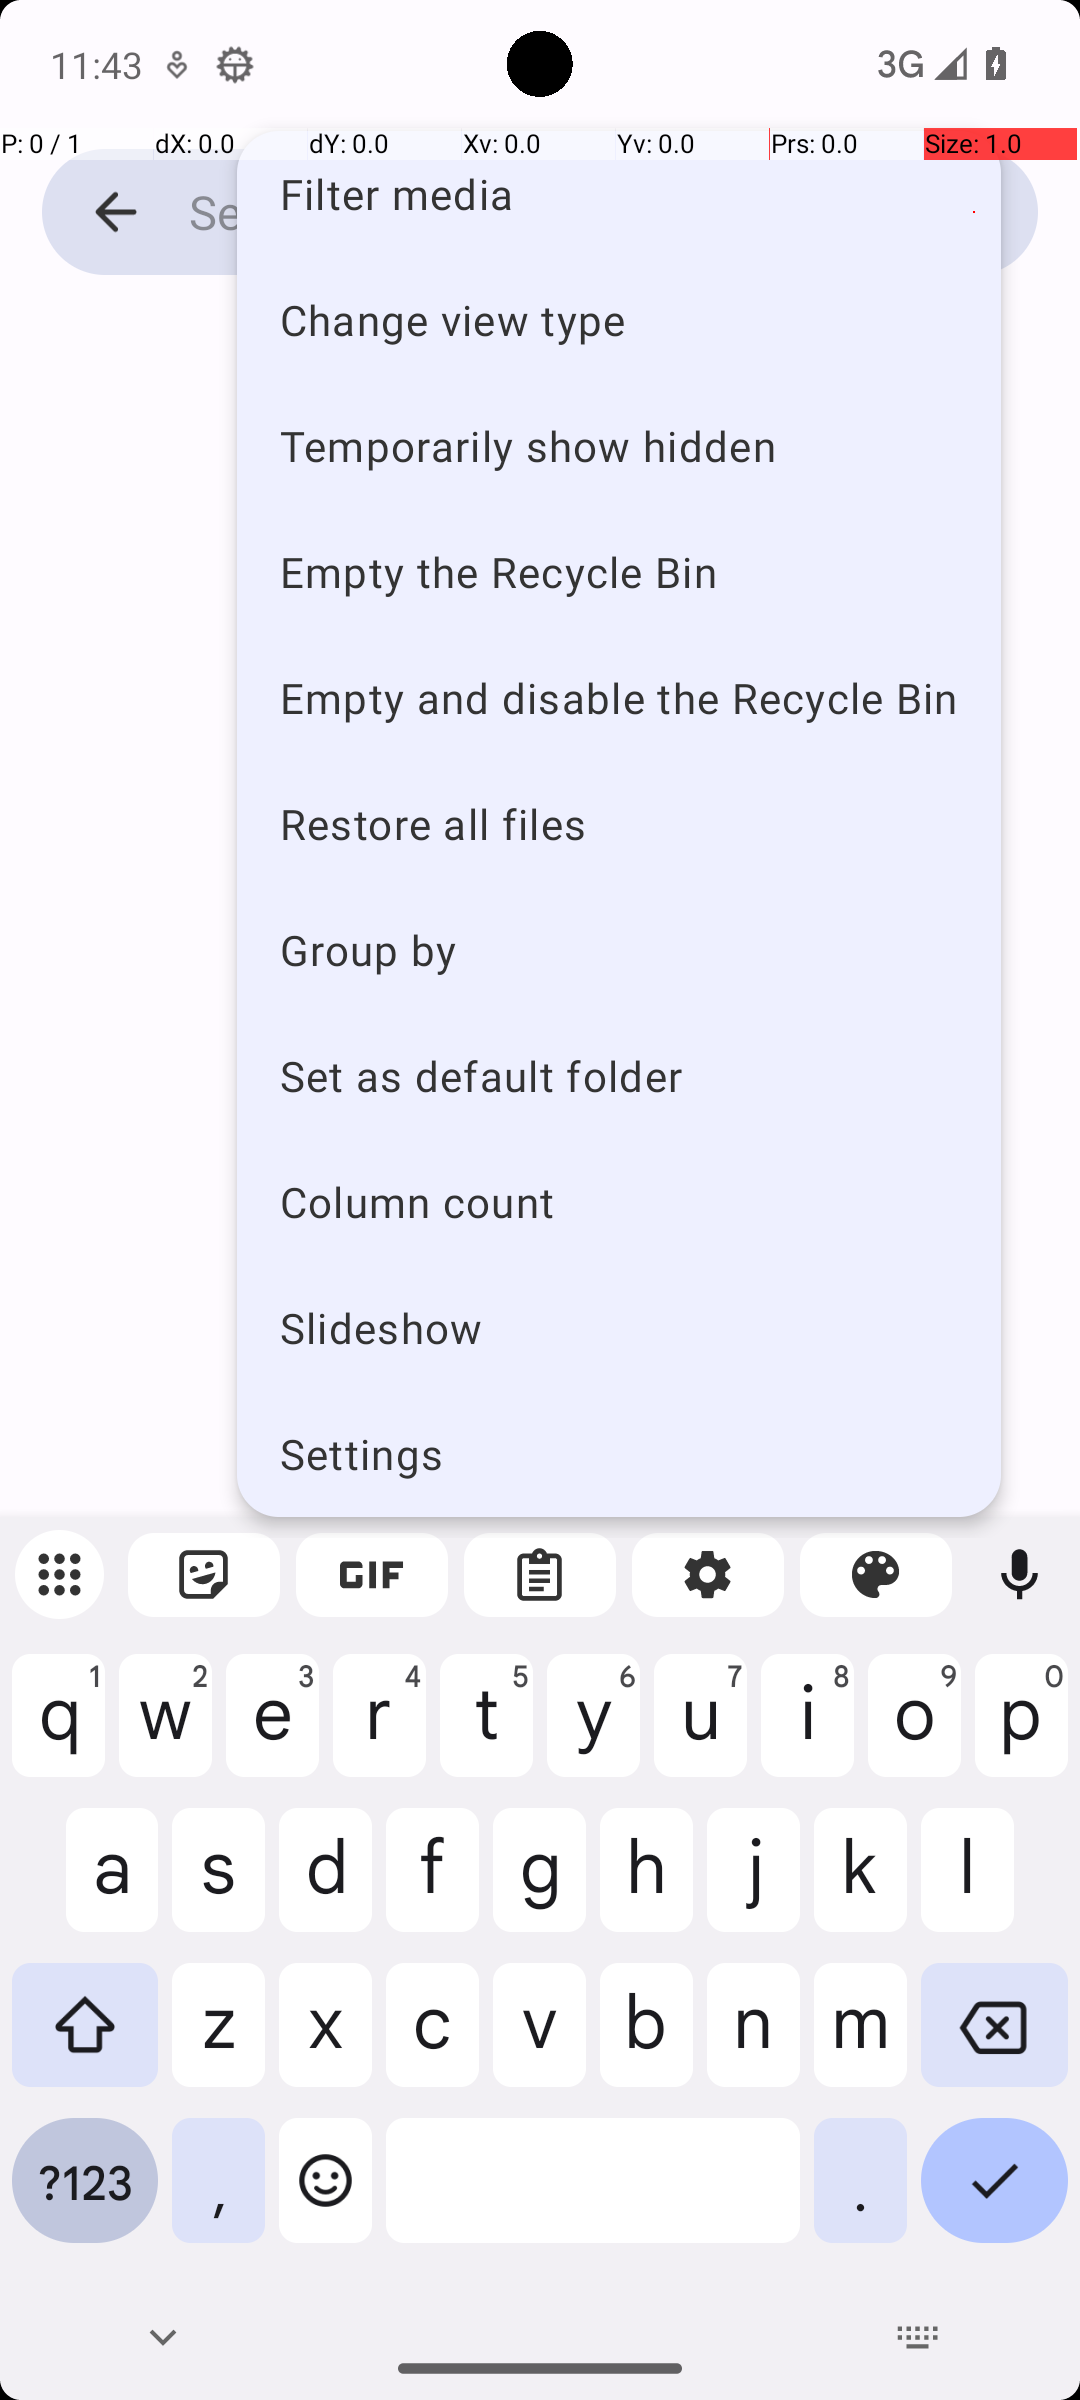 11:43
3G
P: 0 / 1 dX: 0.0 dY: 0.0 Xv: 0.0 Yv: 0.0 Prs: 0.0 Size: 1.0
Se
Filter media
Change view type
Temporarily show hidden
Empty the Recycle Bin
Empty and disable the Recycle Bin
Restore all files
Group by
Set as default folder
Column count
Slideshow
Settings
GIF
q 1 w 2 e 3 r 4 t 5 y 6 u 7 i 8 o 9 p 0
a s d f g h j k l
z x c v b n m
?123 , .